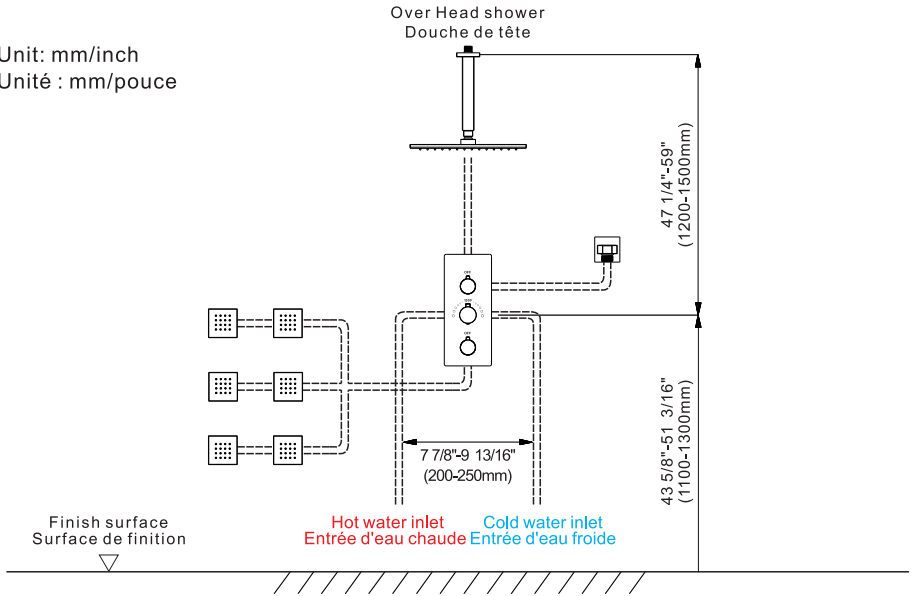 Over Head shower
Douche de tête
Unit: mm/inch
Unité : mm/pouce
47 1/4"-59"
(1200-1500mm)
OFF
OFF
43 5/8"-51 3/16"
(1100-1300mm)
7 7/8"-9 13/16"
(200-250mm)
Hot water inlet
Entrée d'eau chaude
Cold water inlet
Entrée d'eau froide
Finish surface
Surface de finition